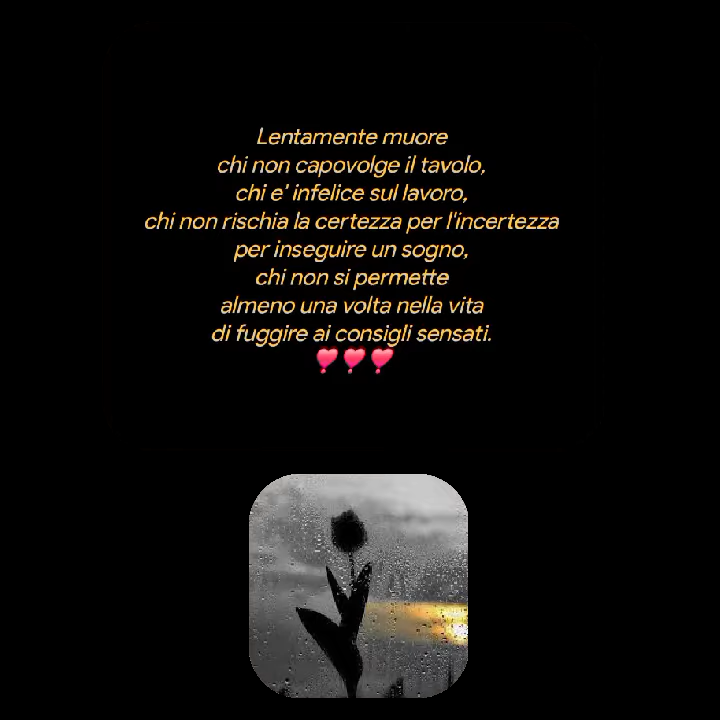 Lentamente muore
chi non capovolge il tavolo,
chi e' infelice sul lavoro,
chi non rischia la certezza per l'incertezza
per inseguire un sogno,
chi non si permette
almeno una volta nella vita
di fuggire ai consigli sensati.